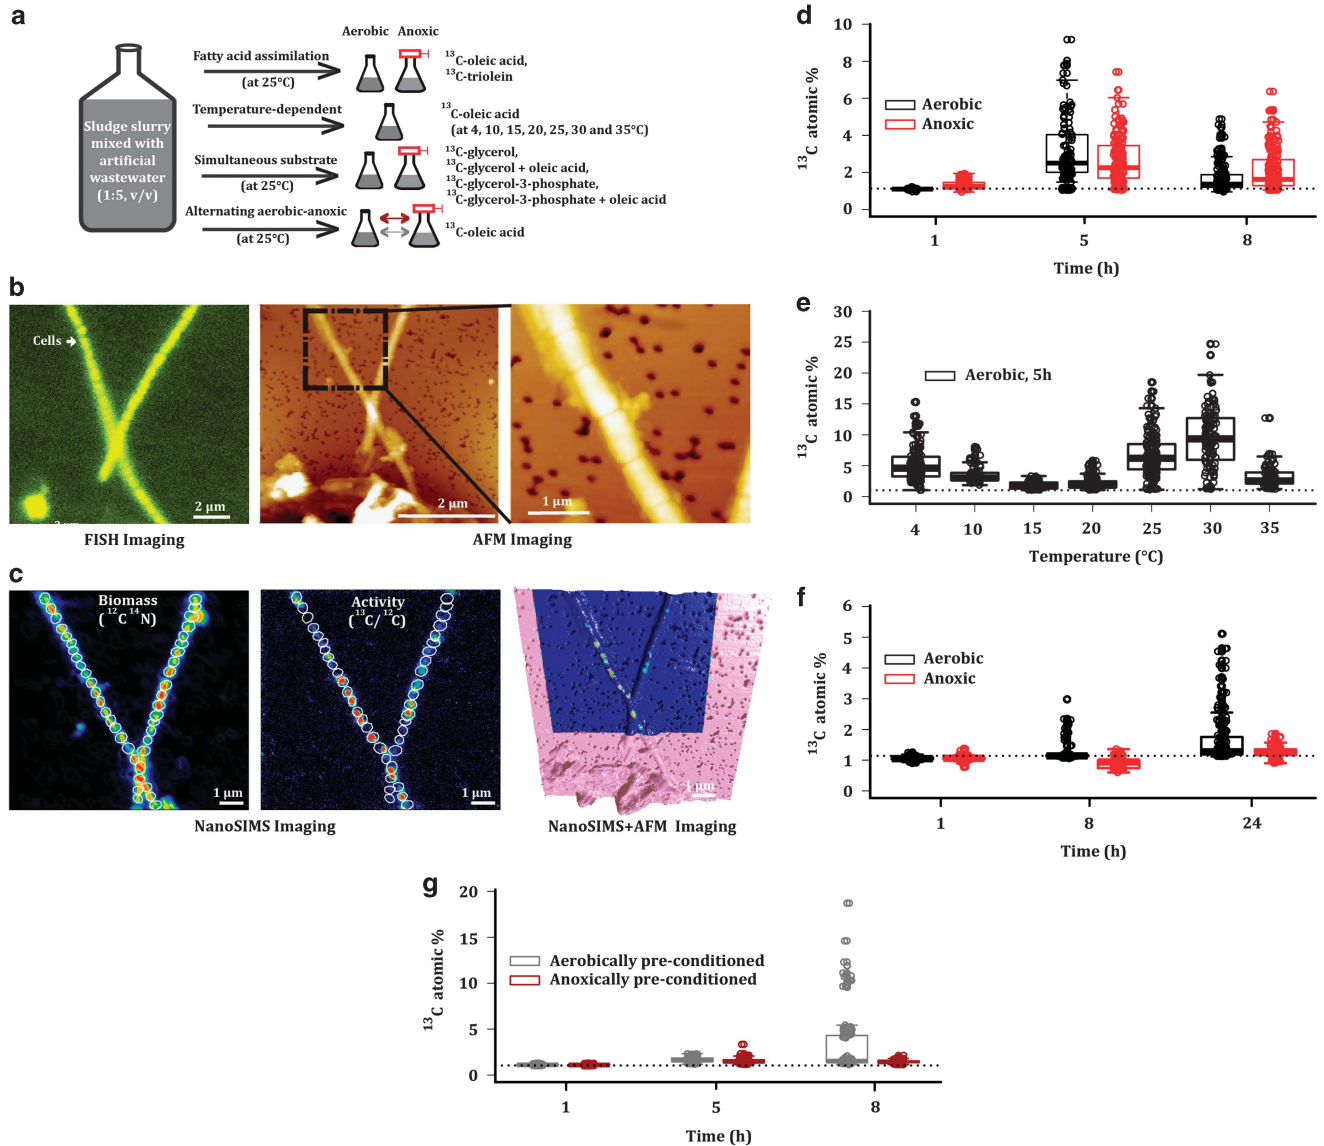 a
Sludge slurry
mixed with
artificial
wastewater
(1:5, v/v)
Aerobic Anoxic
Fatty acid assimilation
(at 25°C)
13C-oleic acid,
13C-triolein
Temperature-dependent
13C-oleic acid
(at 4, 10, 15, 20, 25, 30 and 35°C)
Simultaneous substrate
(at 25°C)
13C-glycerol,
13C-glycerol + oleic acid,
13C-glycerol-3-phosphate,
13C-glycerol-3-phosphate + oleic acid
Alternating aerobic-anoxic
(at 25°C)
13C-oleic acid
b
Cells
2 µm
2 µm
2 µm
1 µm
FISH Imaging
AFM Imaging
c
Biomass
(12C14N)
1 µm
Activity
(13C/12C)
1 µm
1 µm
NanoSIMS Imaging
NanoSIMS+AFM Imaging
d
13C atomic %
10
8
6
4
2
0
Aerobic
Anoxic
1 5 8
Time (h)
e
13C atomic %
30
25
20
15
10
5
0
Aerobic, 5h
4 10 15 20 25 30 35
Temperature (°C)
f
13C atomic %
6
5
4
3
2
1
0
Aerobic
Anoxic
1 8 24
Time (h)
g
13C atomic %
20
15
10
5
0
Aerobically pre-conditioned
Anoxically pre-conditioned
1 5 8
Time (h)